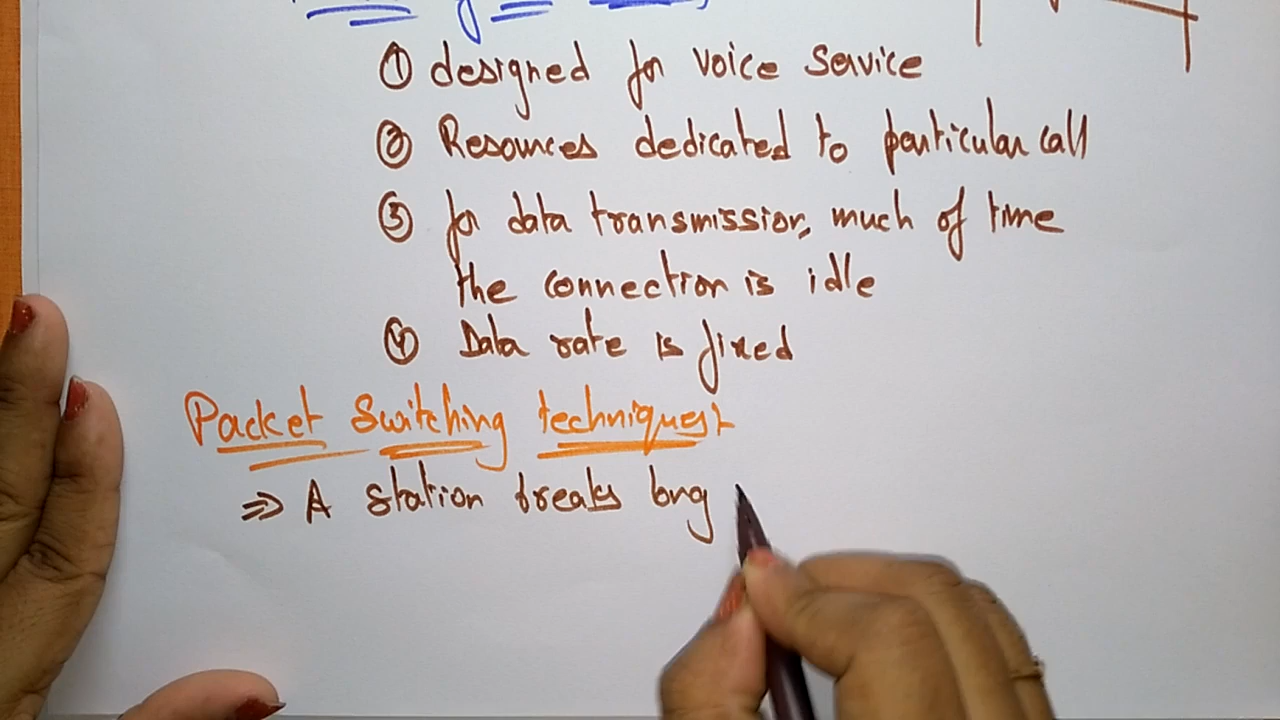 ① designed for voice service
② Resources dedicated to particular call
③ for data transmission, much of time
the connection is idle
④ Data rate is fixed
Packet switching techniques:
⇒ A station breaks long